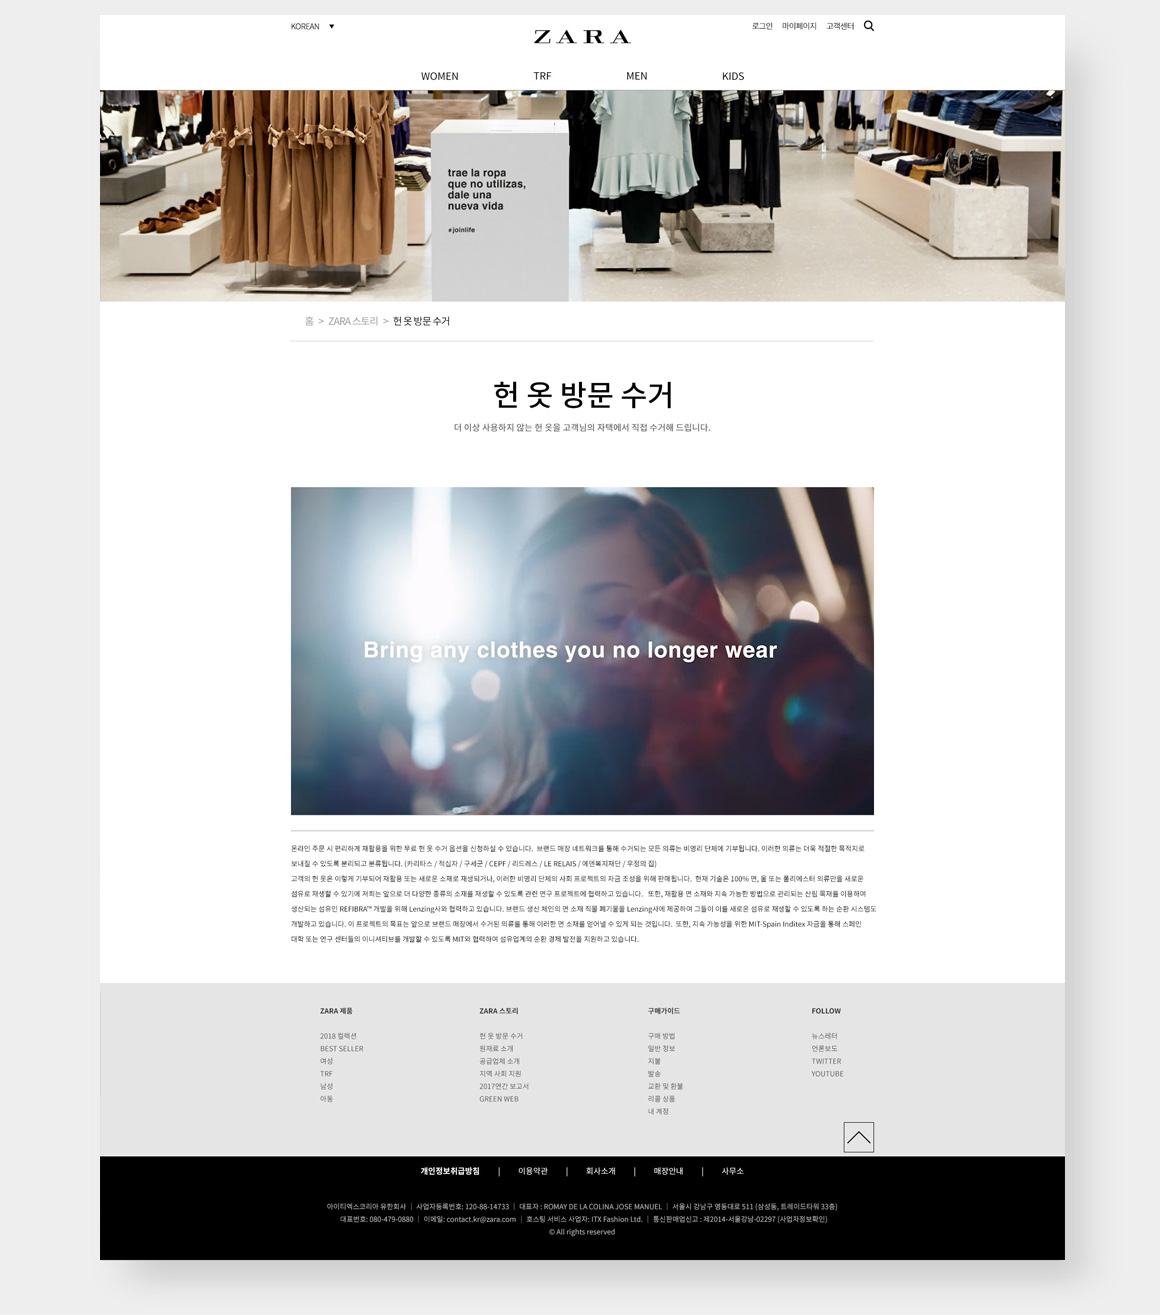 KOREAN ▼
ZARA
로그인 마이페이지 고객센터
WOMEN TRF MEN KIDS
trae la ropa
que no utilizas,
dale una
nueva vida
#joinlife
홈 > ZARA 스토리 > 헌 옷 방문 수거
헌 옷 방문 수거
더 이상 사용하지 않는 헌 옷을 고객님의 자택에서 직접 수거해 드립니다.
Bring any clothes you no longer wear
온라인 주문 시 편리하게 재활용을 위한 무료 헌 옷 수거 옵션을 신청하실 수 있습니다. 브랜드 매장 네트워크를 통해 수거되는 모든 의류는 비영리 단체에 기부됩니다. 이러한 의류는 더욱 적절한 목적지로
보내질 수 있도록 분리되고 분류됩니다. (카리타스 / 적십자 / 구세군 / CEPF / 리드레스 / LE RELAIS / 예연복지재단 / 우정의 집)
고객의 헌 옷은 이렇게 기부되어 재활용 또는 새로운 소재로 재생되거나, 이러한 비영리 단체의 사회 프로젝트의 자금 조성을 위해 판매됩니다. 현재 기술은 100% 면, 울 또는 폴리에스터 의류만을 새로운
섬유로 재생할 수 있기에 저희는 앞으로 더 다양한 종류의 소재를 재생할 수 있도록 관련 연구 프로젝트에 협력하고 있습니다. 또한, 재활용 면 소재와 지속 가능한 방법으로 관리되는 산림 목재를 이용하여
생산되는 섬유인 REFIBRA™ 개발을 위해 Lenzing사와 협력하고 있습니다. 브랜드 생산 체인의 면 소재 직물 폐기물을 Lenzing사에 제공하여 그들이 이를 새로운 섬유로 재생할 수 있도록 하는 순환 시스템도
개발하고 있습니다. 이 프로젝트의 목표는 앞으로 브랜드 매장에서 수거된 의류를 통해 이러한 면 소재를 얻어낼 수 있게 되는 것입니다. 또한, 지속 가능성을 위한 MIT-Spain Inditex 자금을 통해 스페인
대학 또는 연구 센터들의 이니셔티브를 개발할 수 있도록 MIT와 협력하여 섬유업계의 순환 경제 발전을 지원하고 있습니다.
ZARA 제품
2018 컬렉션
BEST SELLER
여성
TRF
남성
아동
ZARA 스토리
헌 옷 방문 수거
원재료 소개
공급업체 소개
지역 사회 지원
2017연간 보고서
GREEN WEB
구매가이드
구매 방법
일반 정보
지불
발송
교환 및 환불
리콜 상품
내 계정
FOLLOW
뉴스레터
언론보도
TWITTER
YOUTUBE
개인정보취급방침 | 이용약관 | 회사소개 | 매장안내 | 사무소
아이티엑스코리아 유한회사 | 사업자등록번호: 120-88-14733 | 대표자 : ROMAY DE LA COLINA JOSE MANUEL | 서울시 강남구 영동대로 511 (삼성동, 트레이드타워 33층)
대표번호: 080-479-0880 | 이메일: contact.kr@zara.com | 호스팅 서비스 사업자: ITX Fashion Ltd. | 통신판매업신고 : 제2014-서울강남-02297 (사업자정보확인)
© All rights reserved